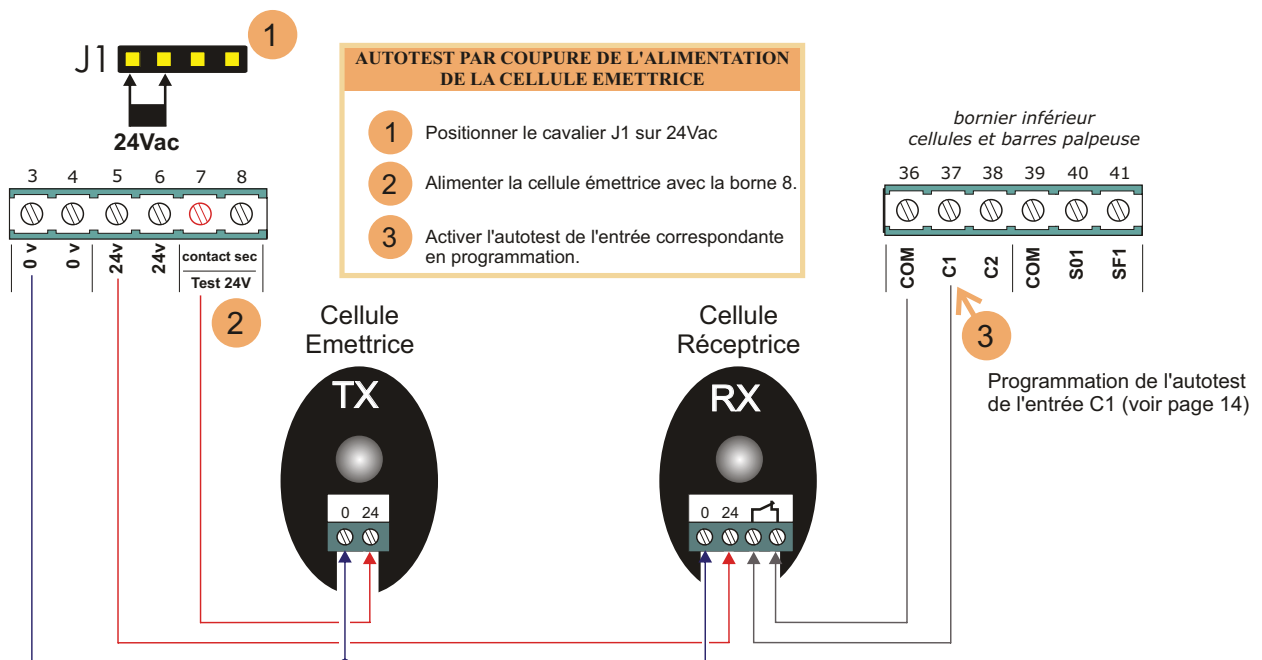 1
J1
24Vac
AUTOTEST PAR COUPURE DE L'ALIMENTATION
DE LA CELLULE EMETTRICE
1 Positionner le cavalier J1 sur 24Vac
2 Alimenter la cellule émettrice avec la borne 8.
3 Activer l'autotest de l'entrée correspondante
en programmation.
bornier inférieur
cellules et barres palpeuse
3 4 5 6 7 8
0 v 0 v 24v 24v contact sec
Test 24V
2
36 37 38 39 40 41
COM C1 C2 COM S01 SF1
3
Programmation de l'autotest
de l'entrée C1 (voir page 14)
Cellule
Emettrice
TX
0 24
Cellule
Réceptrice
RX
0 24